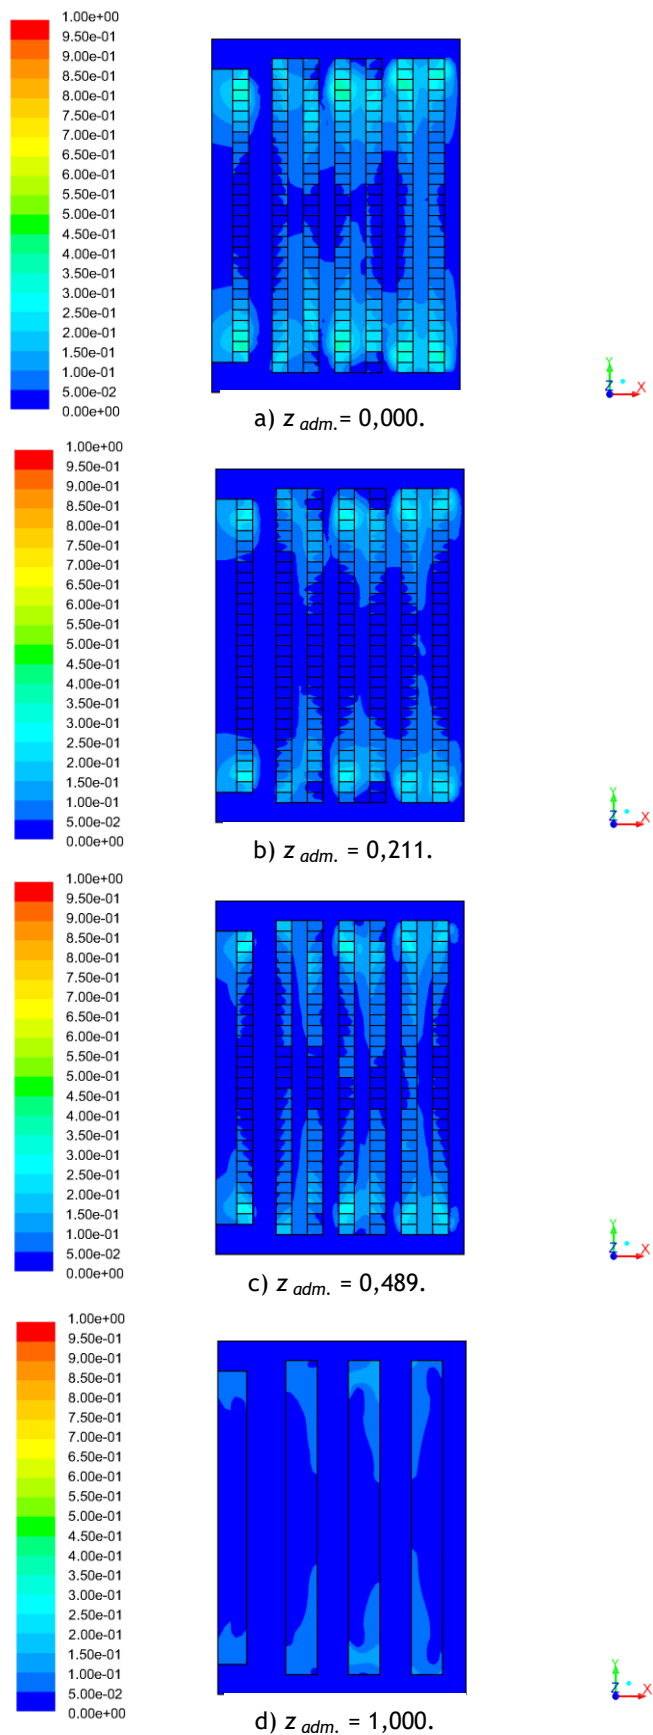 1.00e+00
9.50e-01
9.00e-01
8.50e-01
8.00e-01
7.50e-01
7.00e-01
6.50e-01
6.00e-01
5.50e-01
5.00e-01
4.50e-01
4.00e-01
3.50e-01
3.00e-01
2.50e-01
2.00e-01
1.50e-01
1.00e-01
5.00e-02
0.00e+00
Y
Z X
a) z adm.= 0,000.
1.00e+00
9.50e-01
9.00e-01
8.50e-01
8.00e-01
7.50e-01
7.00e-01
6.50e-01
6.00e-01
5.50e-01
5.00e-01
4.50e-01
4.00e-01
3.50e-01
3.00e-01
2.50e-01
2.00e-01
1.50e-01
1.00e-01
5.00e-02
0.00e+00
Y
Z X
b) z adm. = 0,211.
1.00e+00
9.50e-01
9.00e-01
8.50e-01
8.00e-01
7.50e-01
7.00e-01
6.50e-01
6.00e-01
5.50e-01
5.00e-01
4.50e-01
4.00e-01
3.50e-01
3.00e-01
2.50e-01
2.00e-01
1.50e-01
1.00e-01
5.00e-02
0.00e+00
Y
Z X
c) z adm. = 0,489.
1.00e+00
9.50e-01
9.00e-01
8.50e-01
8.00e-01
7.50e-01
7.00e-01
6.50e-01
6.00e-01
5.50e-01
5.00e-01
4.50e-01
4.00e-01
3.50e-01
3.00e-01
2.50e-01
2.00e-01
1.50e-01
1.00e-01
5.00e-02
0.00e+00
Y
Z X
d) z adm. = 1,000.